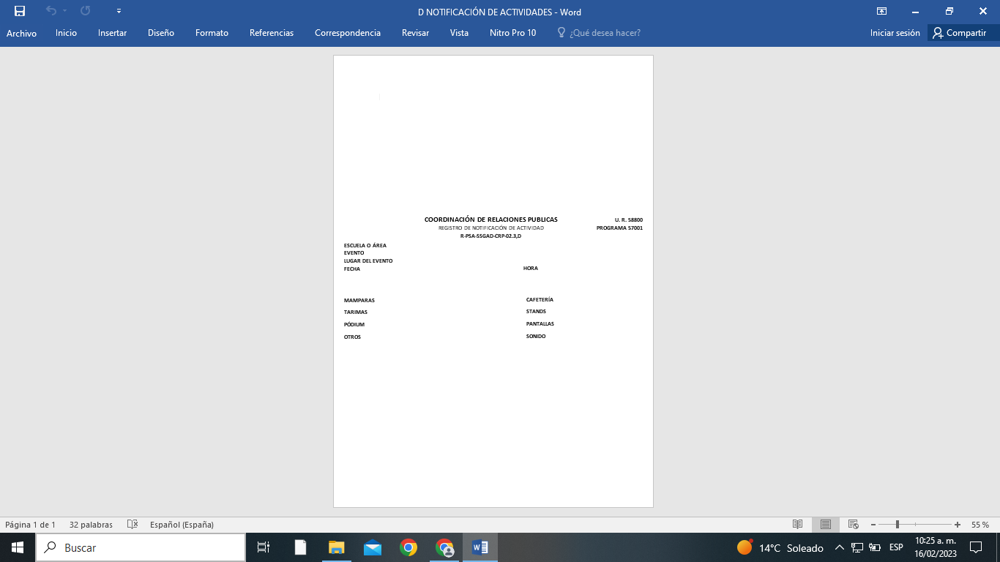 D NOTIFICACIÓN DE ACTIVIDADES - Word
Archivo Inicio Insertar Diseño Formato Referencias Correspondencia Revisar Vista Nitro Pro 10 ¿Qué desea hacer? Iniciar sesión Compartir
COORDINACIÓN DE RELACIONES PUBLICAS U. R. 58800
REGISTRO DE NOTIFICACIÓN DE ACTIVIDAD PROGRAMA 57001
R-PSA-SSGAD-CRP-02.3,D
ESCUELA O ÁREA
EVENTO
LUGAR DEL EVENTO
FECHA HORA
MAMPARAS CAFETERÍA
TARIMAS STANDS
PÓDIUM PANTALLAS
OTROS SONIDO
Página 1 de 1 32 palabras Español (España) 55 %
Buscar 14°C Soleado ESP 10:25 a. m.
16/02/2023